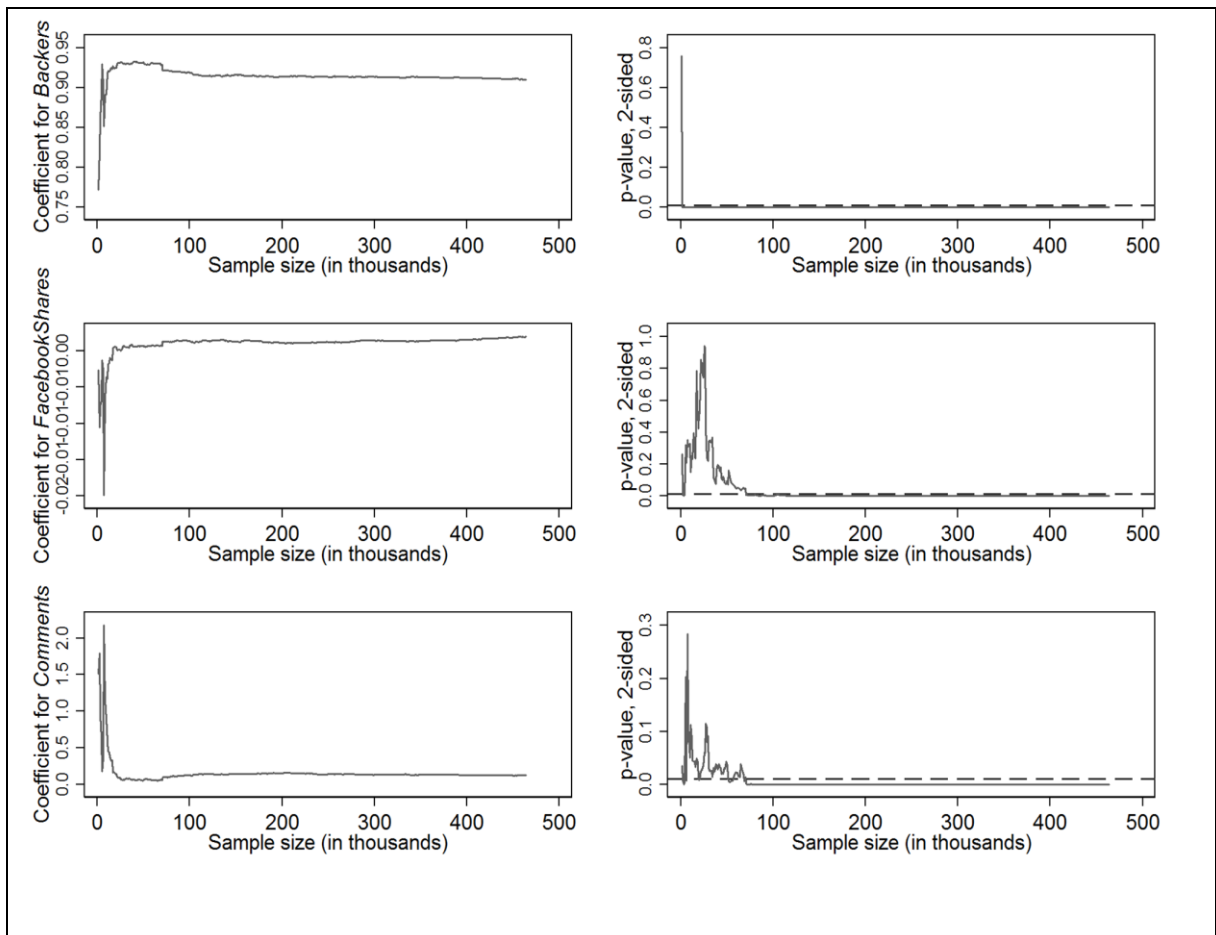 Coefficient for Backers
0.75 0.80 0.85 0.90 0.95
0 100 200 300 400 500
Sample size (in thousands)
p-value, 2-sided
0.0 0.2 0.4 0.6 0.8
0 100 200 300 400 500
Sample size (in thousands)
Coefficient for FacebookShares
-0.02 -0.01 -0.01 -0.01 0.00
0 100 200 300 400 500
Sample size (in thousands)
p-value, 2-sided
0.0 0.2 0.4 0.6 0.8 1.0
0 100 200 300 400 500
Sample size (in thousands)
Coefficient for Comments
0.0 0.5 1.0 1.5 2.0
0 100 200 300 400 500
Sample size (in thousands)
p-value, 2-sided
0.0 0.1 0.2 0.3
0 100 200 300 400 500
Sample size (in thousands)